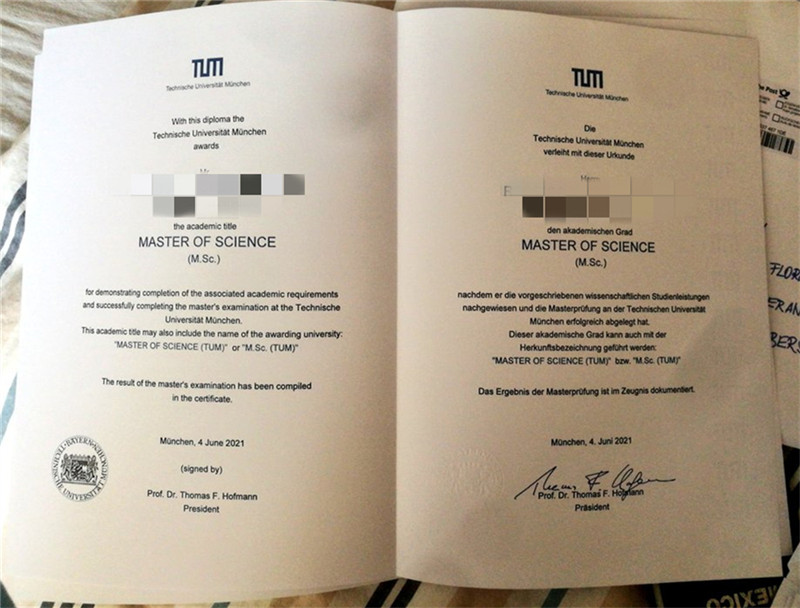 TUM
Technische Universität München
With this diploma the
Technische Universität München
awards
the academic title
MASTER OF SCIENCE
(M.Sc.)
for demonstrating completion of the associated academic requirements
and successfully completing the master's examination at the Technische
Universität München.
This academic title may also include the name of the awarding university:
"MASTER OF SCIENCE (TUM)" or "M.Sc. (TUM)"
The result of the master's examination has been compiled
in the certificate.
München, 4 June 2021
(signed by)
Prof. Dr. Thomas F. Hofmann
President
TUM
Technische Universität München
Die
Technische Universität München
verleiht mit dieser Urkunde
Herrn
den akademischen Grad
MASTER OF SCIENCE
(M.Sc.)
nachdem er die vorgeschriebenen wissenschaftlichen Studienleistungen
nachgewiesen und die Masterprüfung an der Technischen Universität
München erfolgreich abgelegt hat.
Dieser akademische Grad kann auch mit der
Herkunftsbezeichnung geführt werden:
"MASTER OF SCIENCE (TUM)" bzw. "M.Sc. (TUM)"
Das Ergebnis der Masterprüfung ist im Zeugnis dokumentiert.
München, 4. Juni 2021
Prof. Dr. Thomas F. Hofmann
Präsident
Post
FLOR
ERAN
BERS
MEXICO